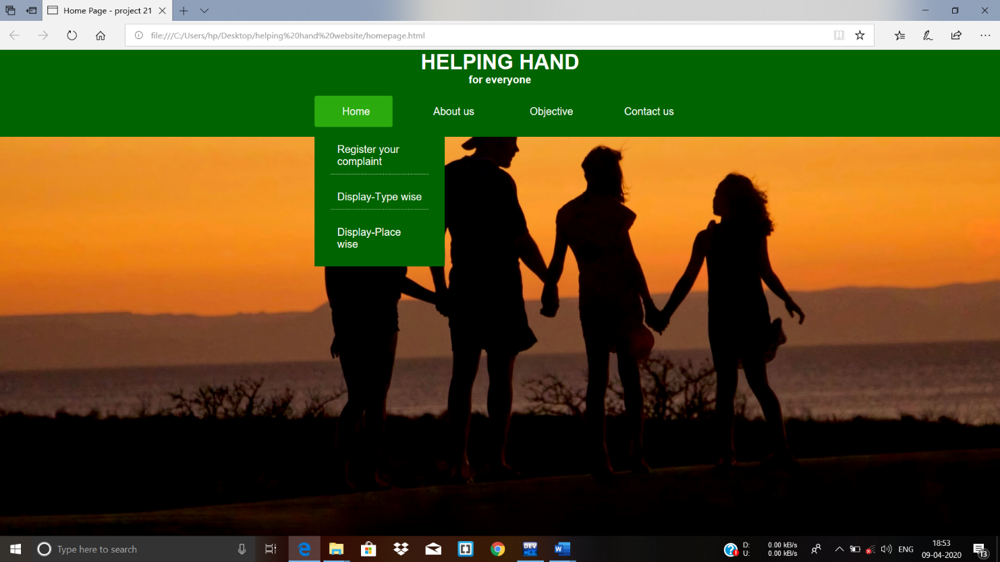 Home Page - project 21
file:///C:/Users/hp/Desktop/helping%20hand%20website/homepage.html
HELPING HAND
for everyone
Home About us Objective Contact us
Register your
complaint
Display-Type wise
Display-Place
wise
Type here to search
DEV
W
D: 0.00 kB/s
U: 0.00 kB/s
ENG
18:53
09-04-2020
13